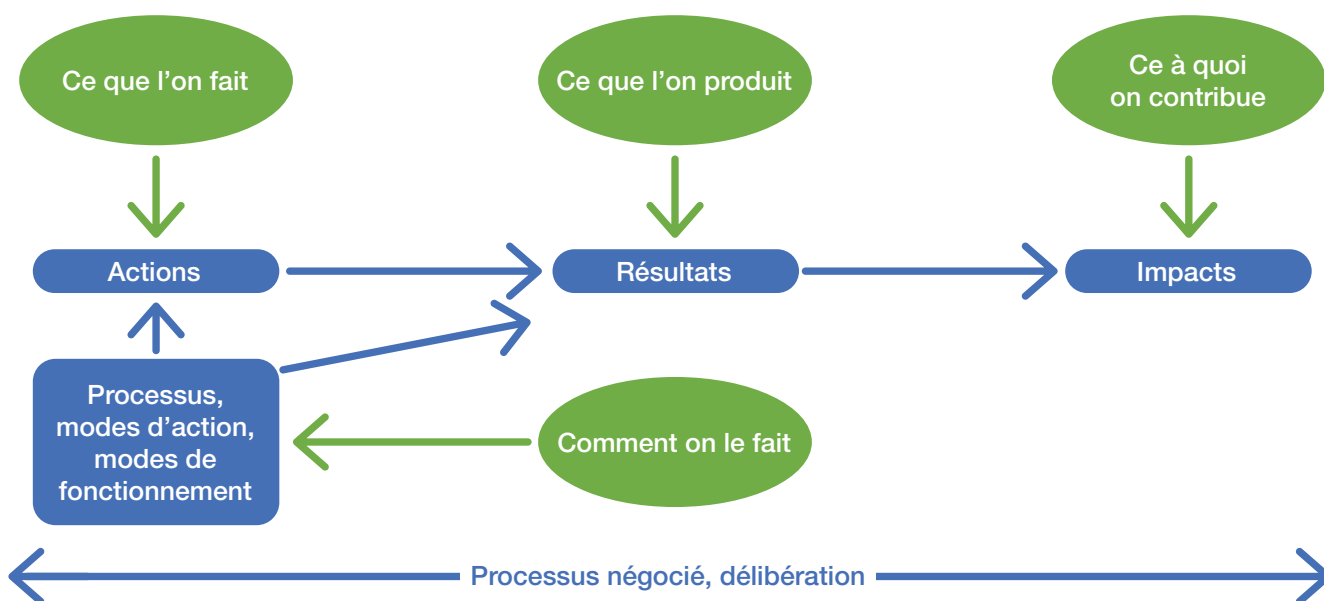 Ce que l’on fait
Ce que l’on produit
Ce à quoi
on contribue
Actions
Résultats
Impacts
Processus,
modes d’action,
modes de
fonctionnement
Comment on le fait
Processus négocié, délibération